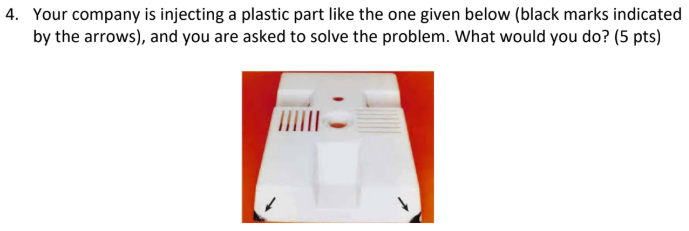 4. Your company is injecting a plastic part like the one given below (black marks indicated
by the arrows), and you are asked to solve the problem. What would you do? (5 pts)